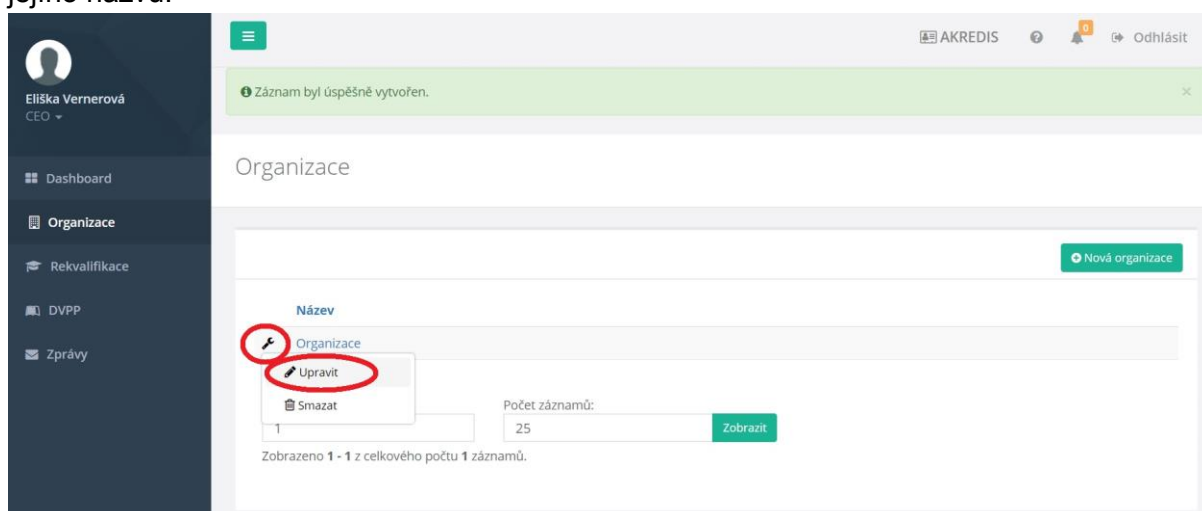 AKREDIS
0
Odhlásit
Eliška Vernerová
CEO
Záznam byl úspěšně vytvořen.
×
Organizace
Dashboard
Organizace
Rekvalifikace
DVPP
Zprávy
Nová organizace
Název
Organizace
Upravit
Smazat
Počet záznamů:
1
25
Zobrazit
Zobrazeno 1 - 1 z celkového počtu 1 záznamů.